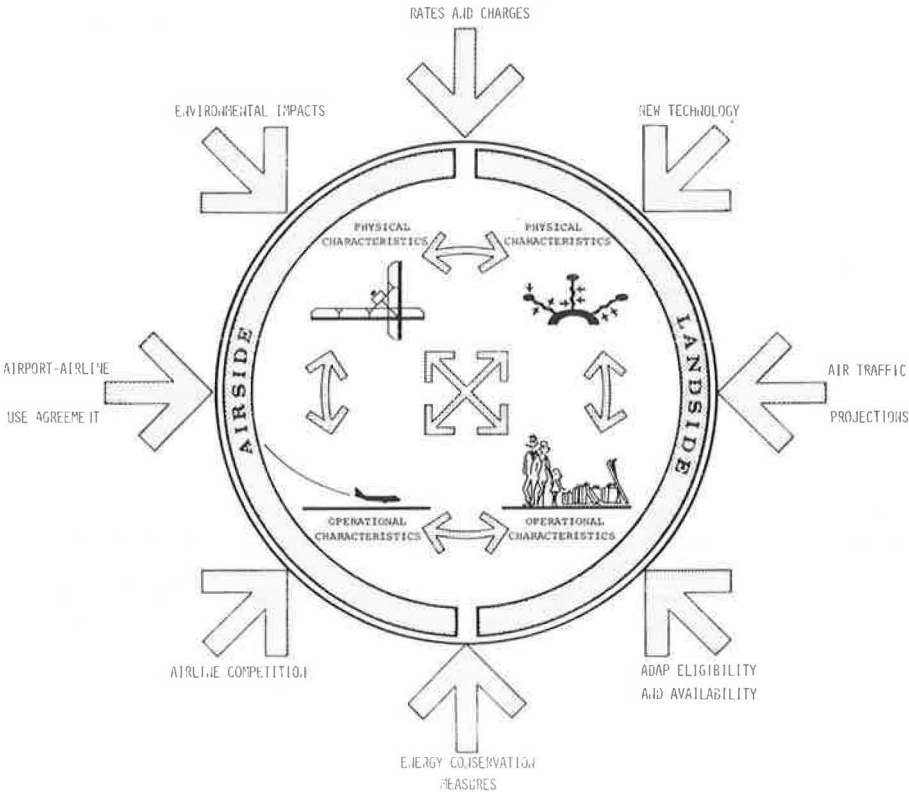 RATES AND CHARGES
ENVIRONMENTAL IMPACTS
NEW TECHNOLOGY
PHYSICAL
CHARACTERISTICS
PHYSICAL
CHARACTERISTICS
AIRSIDE
LANDSIDE
AIRPORT-AIRLINE
USE AGREEMENT
AIR TRAFFIC
PROJECTIONS
OPERATIONAL
CHARACTERISTICS
OPERATIONAL
CHARACTERISTICS
AIRLINE COMPETITION
ADAP ELIGIBILITY
AND AVAILABILITY
ENERGY CONSERVATION
MEASURES